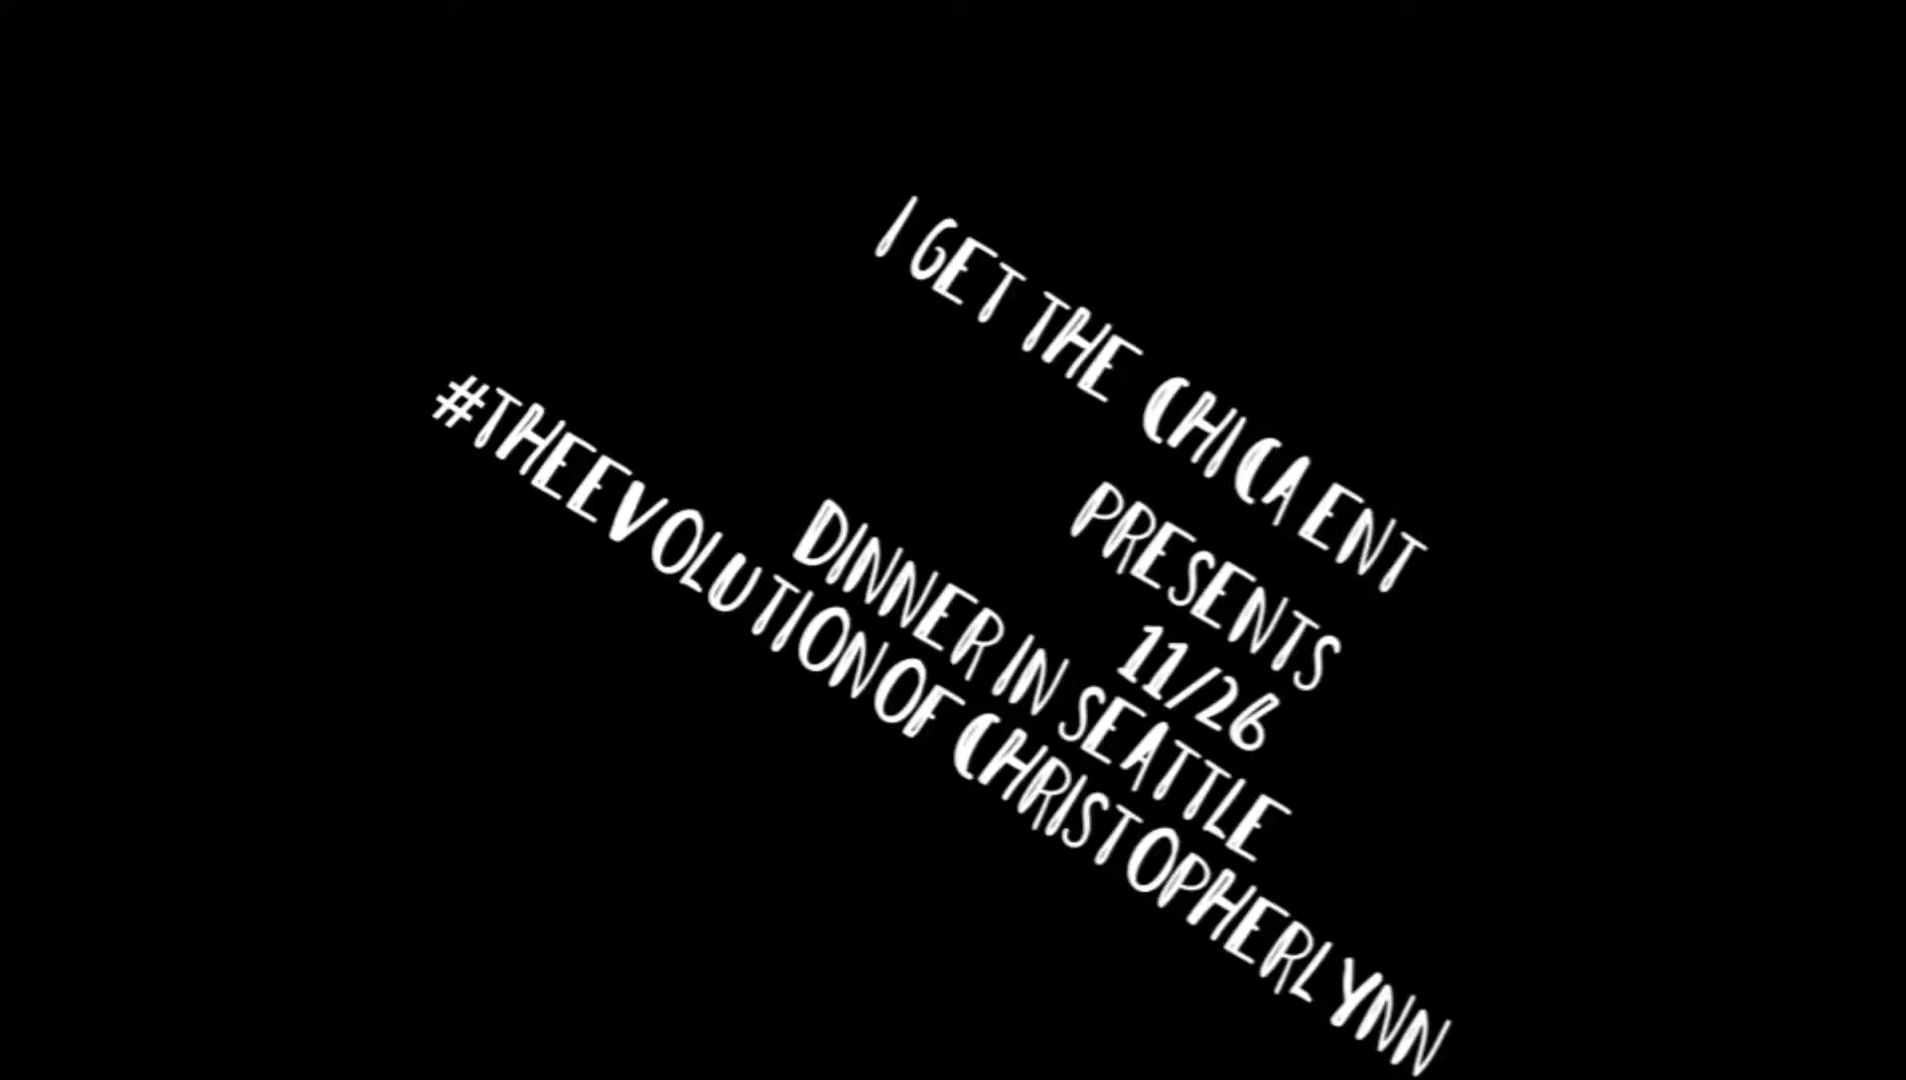 I GET THE CHICA ENT
PRESENTS
11/26
DINNER IN SEATTLE
#THEEVOLUTIONOFCHRISTOPHERLYNN